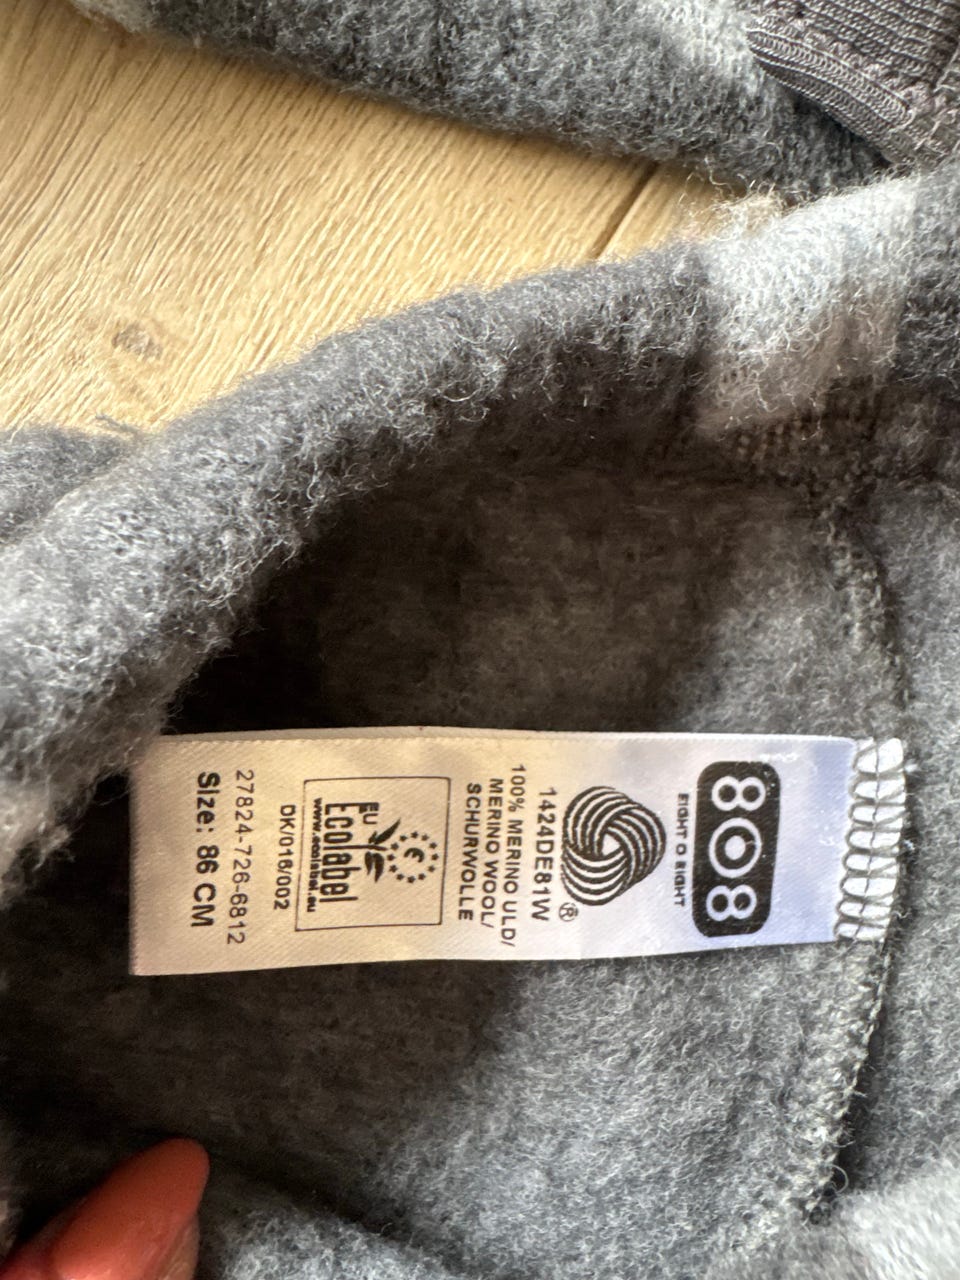 808
EIGHT O EIGHT
®
1424DE81W
100% MERINO ULD/
MERINO WOOL/
SCHURWOLLE
€
EU
Ecolabel
www.ecolabel.eu
DK/016/002
27824-726-6812
Size: 86 CM